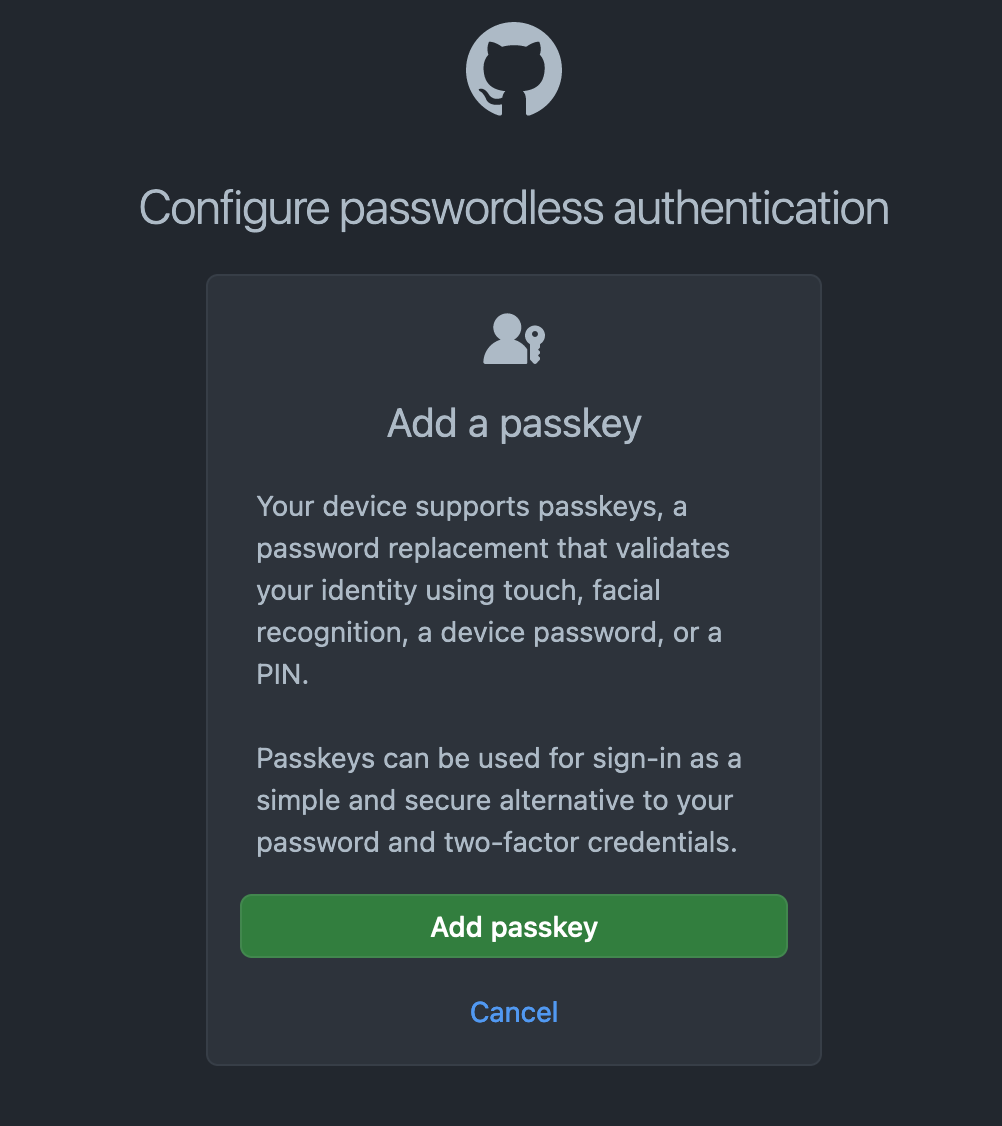 Configure passwordless authentication
Add a passkey
Your device supports passkeys, a
password replacement that validates
your identity using touch, facial
recognition, a device password, or a
PIN.
Passkeys can be used for sign-in as a
simple and secure alternative to your
password and two-factor credentials.
Add passkey
Cancel